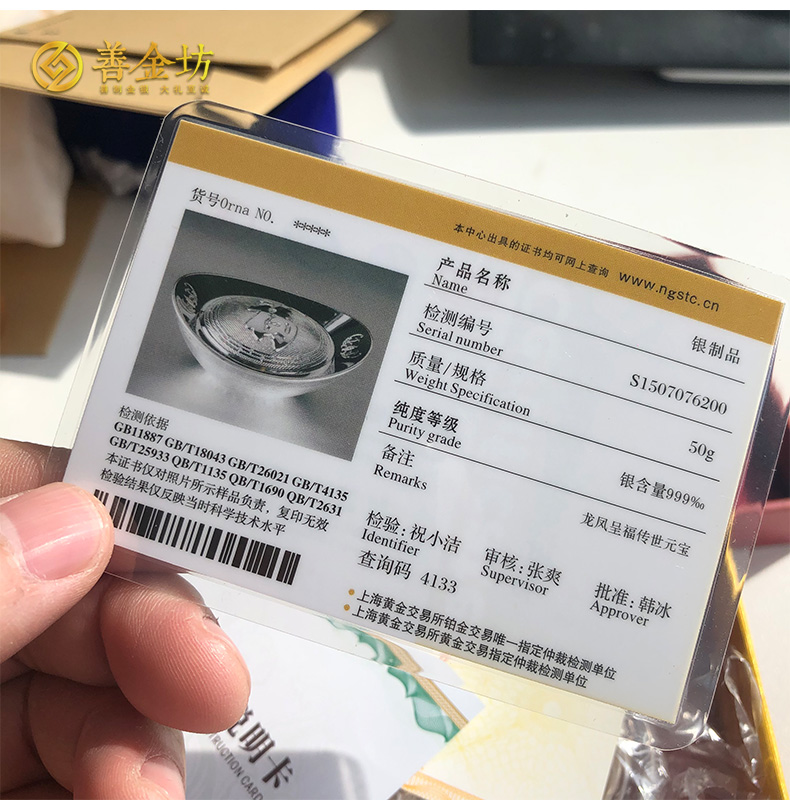 善金坊
货号Orna NO. *****
本中心出具的证书均可网上查询 www.ngstc.cn
产品名称
Name
银制品
检测编号
Serial number
S1507076200
质量/规格
Weight Specification
50g
纯度等级
Purity grade
银含量999‰
备注
Remarks
龙凤呈福传世元宝
检测依据
GB11887 GB/T18043 GB/T26021 GB/T4135
GB/T25933 QB/T1135 QB/T1690 QB/T2631
本证书仅对照片所示样品负责，复印无效
检验结果仅反映当时科学技术水平
检验:祝小洁
Identifier
审核:张爽
Supervisor
批准:韩冰
Approver
查询码 4133
上海黄金交易所铂金交易唯一指定仲裁检测单位
上海黄金交易所黄金交易指定仲裁检测单位
说明卡